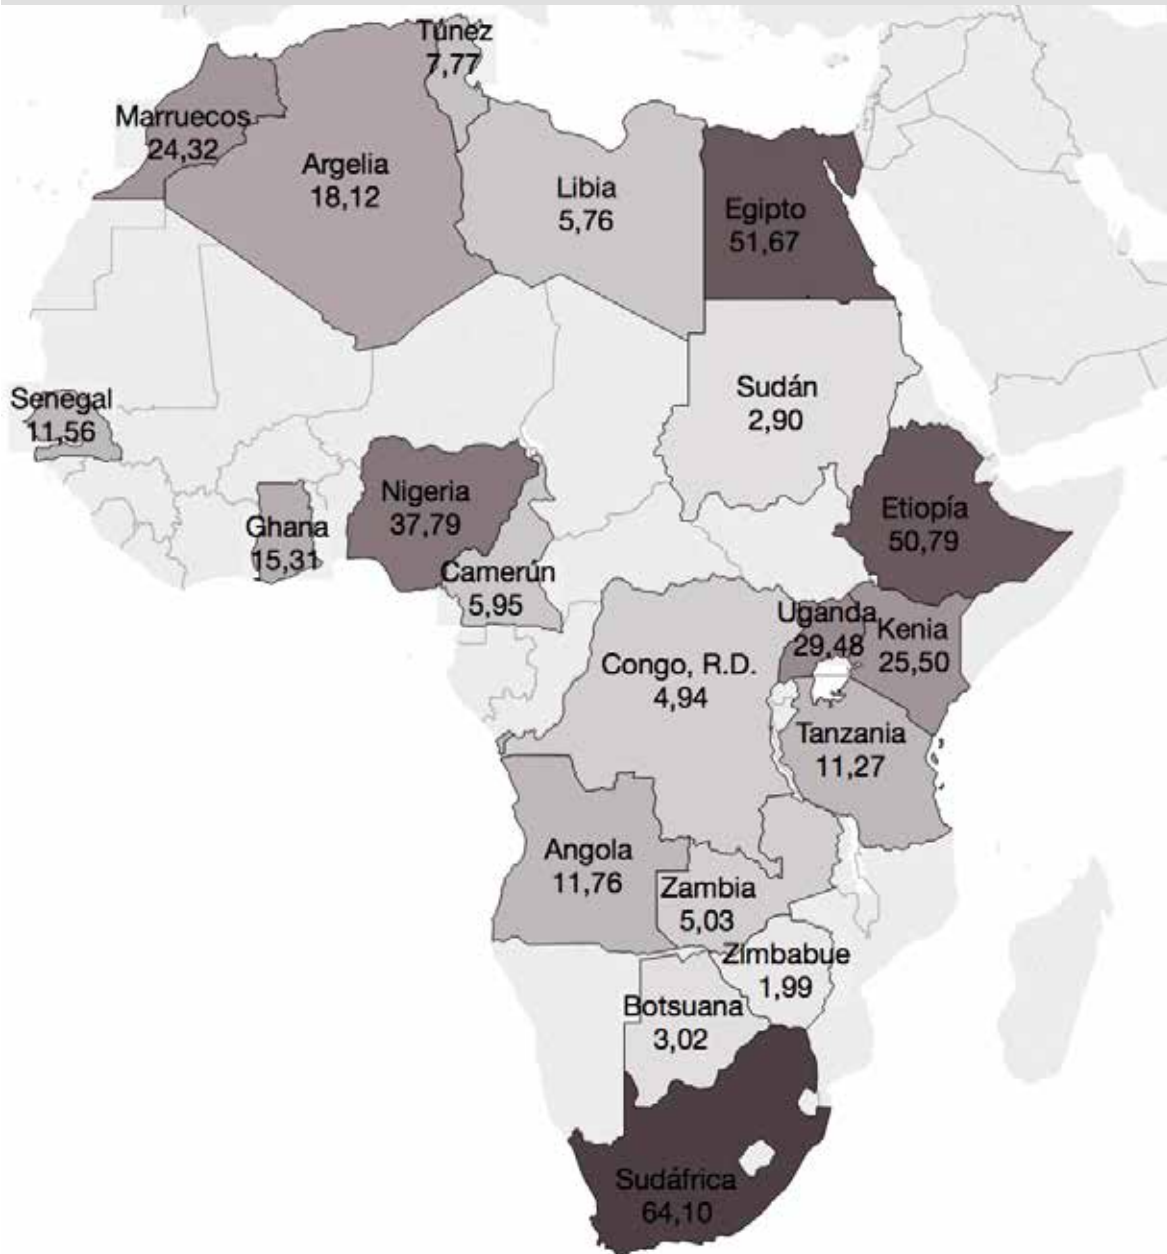 Túnez
7,77
Marruecos
24,32
Argelia
18,12
Libia
5,76
Egipto
51,67
Sudán
2,90
Senegal
11,56
Nigeria
37,79
Ghana
15,31
Etiopía
50,79
Camerún
5,95
Uganda
29,48
Kenia
25,50
Congo, R.D.
4,94
Tanzania
11,27
Angola
11,76
Zambia
5,03
Zimbabue
1,99
Botsuana
3,02
Sudáfrica
64,10